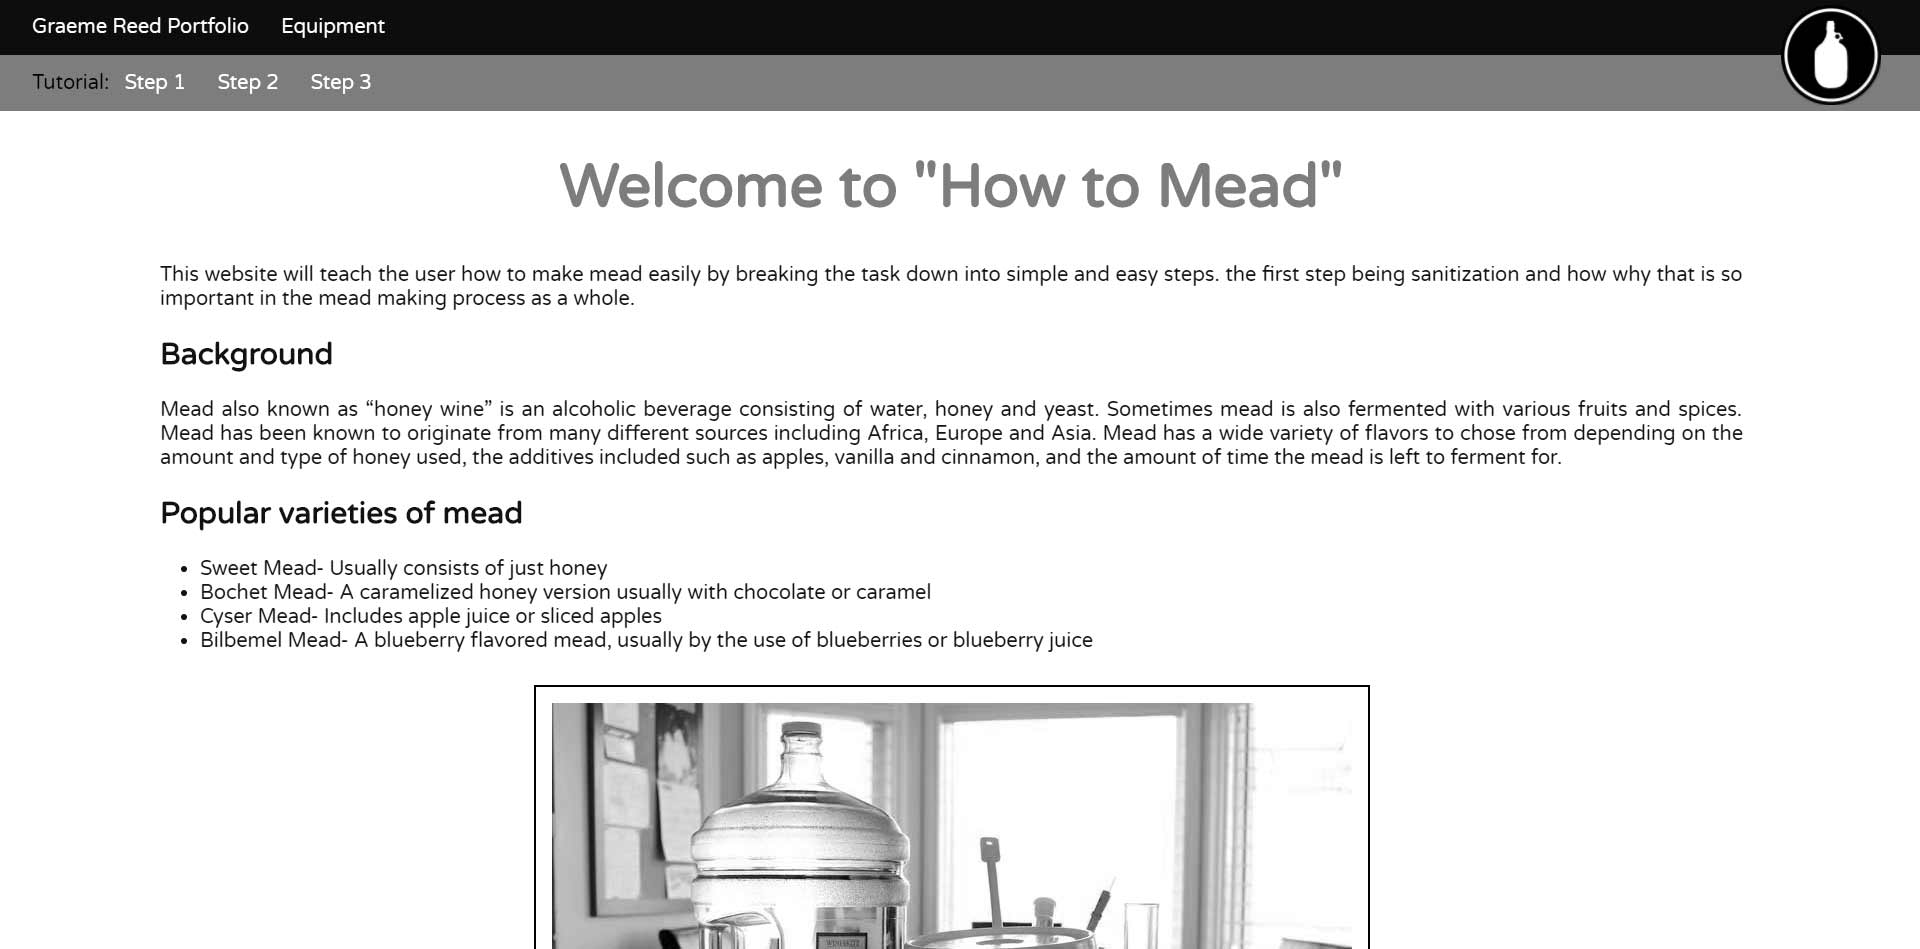 Graeme Reed Portfolio Equipment
Tutorial: Step 1 Step 2 Step 3
Welcome to "How to Mead"
This website will teach the user how to make mead easily by breaking the task down into simple and easy steps. the first step being sanitization and how why that is so
important in the mead making process as a whole.
Background
Mead also known as “honey wine” is an alcoholic beverage consisting of water, honey and yeast. Sometimes mead is also fermented with various fruits and spices.
Mead has been known to originate from many different sources including Africa, Europe and Asia. Mead has a wide variety of flavors to chose from depending on the
amount and type of honey used, the additives included such as apples, vanilla and cinnamon, and the amount of time the mead is left to ferment for.
Popular varieties of mead
• Sweet Mead- Usually consists of just honey
• Bochet Mead- A caramelized honey version usually with chocolate or caramel
• Cyser Mead- Includes apple juice or sliced apples
• Bilbemel Mead- A blueberry flavored mead, usually by the use of blueberries or blueberry juice